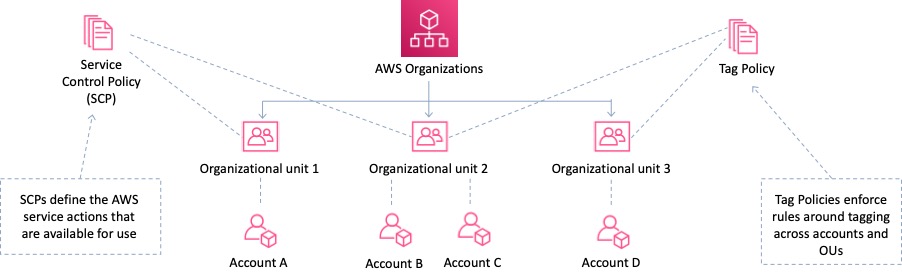 Service
Control Policy
(SCP)
AWS Organizations
Tag Policy
Organizational unit 1
Organizational unit 2
Organizational unit 3
SCPs define the AWS
service actions that
are available for use
Tag Policies enforce
rules around tagging
across accounts and
OUs
Account A
Account B
Account C
Account D